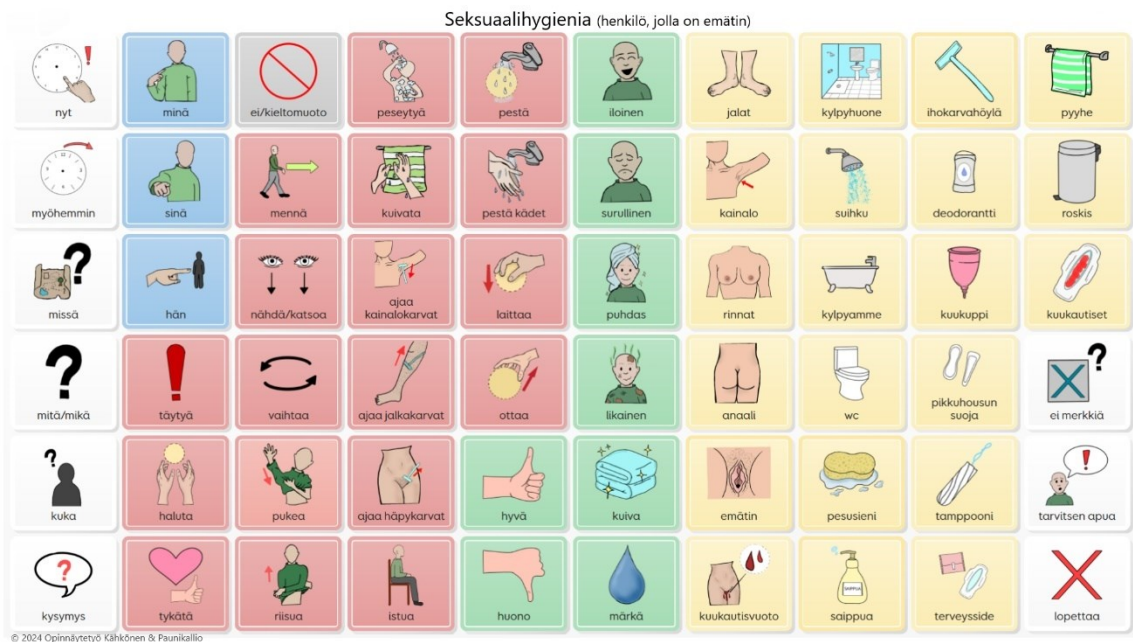 Seksuaalihygienia (henkilö, jolla on emätin)
nyt
minä
ei/kieltomuoto
peseytyä
pestä
iloinen
jalat
kylpyhuone
ihokarvahöylä
pyyhe
myöhemmin
sinä
mennä
kuivata
pestä kädet
surullinen
kainalo
suihku
deodorantti
roskis
missä
hän
nähdä/katsoa
ajaa
kainalokarvat
laittaa
puhdas
rinnat
kylpyamme
kuukuppi
kuukautiset
mitä/mikä
täytyä
vaihtaa
ajaa jalkakarvat
ottaa
likainen
anaali
wc
pikkuhousun
suoja
ei merkkiä
kuka
haluta
pukea
ajaa häpykarvat
hyvä
kuiva
emätin
pesusieni
tamppooni
tarvitsen apua
kysymys
tykätä
riisua
istua
huono
märkä
kuukautisvuoto
SAIPPUA
saippua
terveysside
lopettaa
© 2024 Opinnäytetyö Kähkönen & Paunikallio